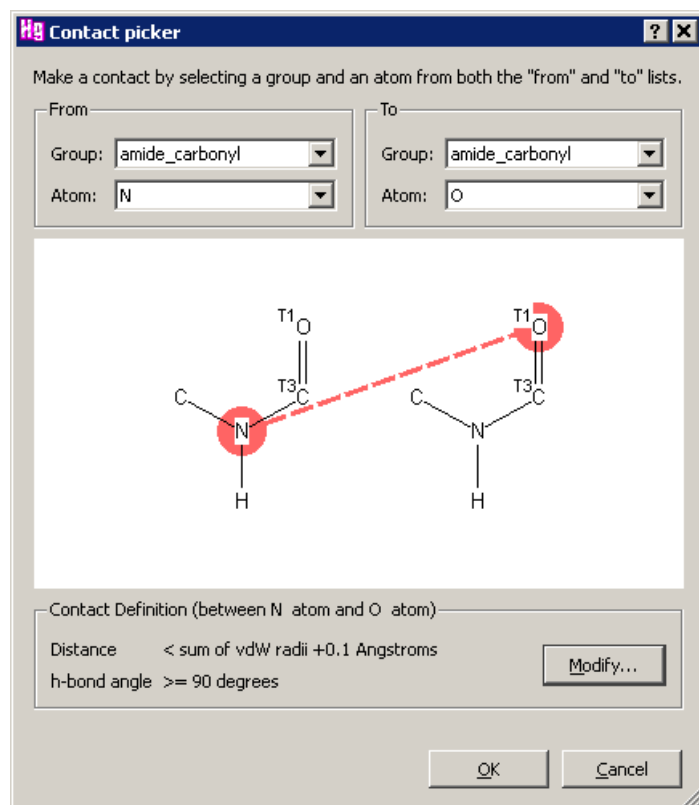 Hg Contact picker ? X
Make a contact by selecting a group and an atom from both the "from" and "to" lists.
From
Group: amide_carbonyl
Atom: N
To
Group: amide_carbonyl
Atom: O
T1 O
T3 C
C
N
H
T1 O
T3 C
C
N
H
Contact Definition (between N atom and O atom)
Distance < sum of vdW radii +0.1 Angstroms
h-bond angle >= 90 degrees
Modify...
OK Cancel